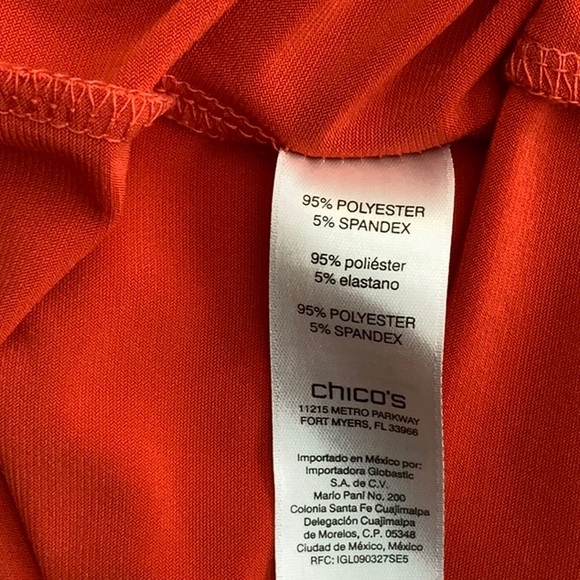 95% POLYESTER
5% SPANDEX
95% poliéster
5% elastano
95% POLYESTER
5% SPANDEX
chico's
11215 METRO PARKWAY
FORT MYERS, FL 33966
Importado en México por:
Importadora Globastic
S.A. de C.V.
Mario Pani No. 200
Colonia Santa Fe Cuajimalpa
Delegación Cuajimalpa
de Morelos, C.P. 05348
Ciudad de México, México
RFC: IGL090327SE5